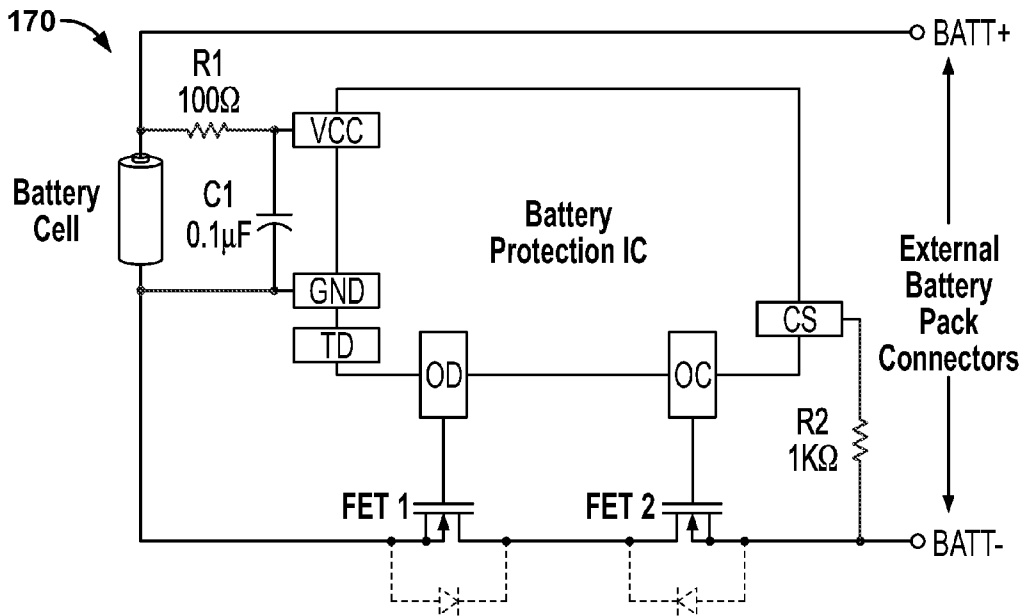 170
BATT+
R1
100Ω
VCC
Battery
Cell
C1
0.1µF
Battery
Protection IC
GND
TD
OD
OC
CS
External
Battery
Pack
Connectors
R2
1KΩ
FET 1
FET 2
BATT-